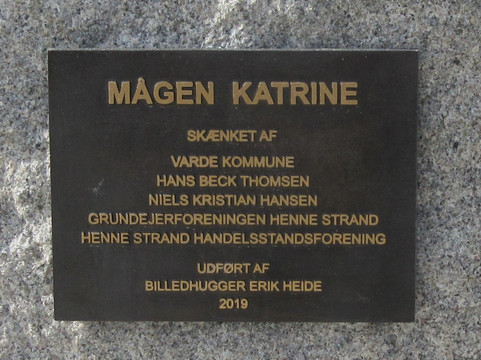 MÅGEN KATRINE
SKÆNKET AF
VARDE KOMMUNE
HANS BECK THOMSEN
NIELS KRISTIAN HANSEN
GRUNDEJERFORENINGEN HENNE STRAND
HENNE STRAND HANDELSSTANDSFORENING
UDFØRT AF
BILLEDHUGGER ERIK HEIDE
2019